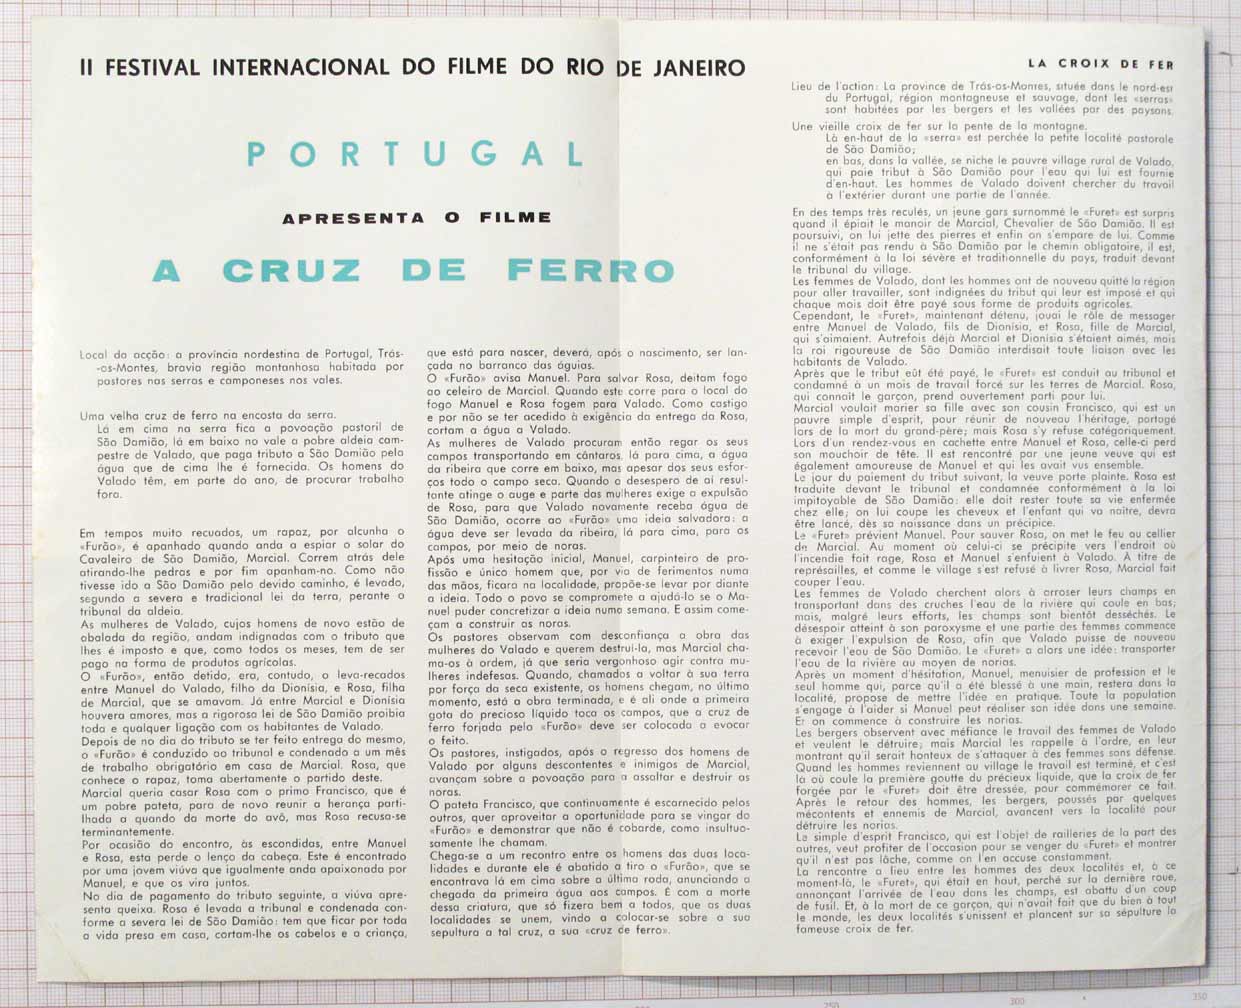 II FESTIVAL INTERNACIONAL DO FILME DO RIO DE JANEIRO
PORTUGAL
APRESENTA O FILME
A CRUZ DE FERRO
Local da acção: a província nordestina de Portugal, Trás-
-os-Montes, bravia região montanhosa habitada por
pastores nas serras e camponeses nos vales.
Uma velha cruz de ferro na encosta da serra.
Lá em cima na serra fica a povoação pastoril de
São Damião, lá em baixo no vale a pobre aldeia cam-
pestre de Valado, que paga tributo a São Damião pela
água que de cima lhe é fornecida. Os homens do
Valado têm, em parte do ano, de procurar trabalho
fora.
Em tempos muito recuados, um rapaz, por alcunha o
«Furão», é apanhado quando anda a espiar o solar do
Cavaleiro de São Damião, Marcial. Correm atrás dele
atirando-lhe pedras e por fim apanham-no. Como não
tivesse ido a São Damião pelo devido caminho, é levado,
segundo a severa e tradicional lei da terra, perante o
tribunal da aldeia.
As mulheres de Valado, cujos homens de novo estão de
abalada da região, andam indignadas com o tributo que
lhes é imposto e que, como todos os meses, tem de ser
pago na forma de produtos agrícolas.
O «Furão», então detido, era, contudo, o leva-recados
entre Manuel do Valado, filho da Dionísia, e Rosa, filha
de Marcial, que se amavam. Já entre Marcial e Dionísia
houvera amores, mas a rigorosa lei de São Damião proibia
toda e qualquer ligação com os habitantes de Valado.
Depois de no dia do tributo se ter feito entrega do mesmo,
o «Furão» é conduzido ao tribunal e condenado a um mês
de trabalho obrigatório em casa de Marcial. Rosa, que
conhece o rapaz, toma abertamente o partido deste.
Marcial queria casar Rosa com o primo Francisco, que é
um pobre pateta, para de novo reunir a herança parti-
lhada a quando da morte do avô, mas Rosa recusa-se
terminantemente.
Por ocasião do encontro, às escondidas, entre Manuel
e Rosa, esta perde o lenço da cabeça. Este é encontrado
por uma jovem viúva que igualmente anda apaixonada por
Manuel, e que os vira juntos.
No dia de pagamento do tributo seguinte, a viúva apre-
senta queixa. Rosa é levada a tribunal e condenada con-
forme a severa lei de São Damião: tem que ficar por toda
a vida presa em casa, cortam-lhe os cabelos e a criança,
que está para nascer, deverá, após o nascimento, ser lan-
çada no barranco das águias.
O «Furão» avisa Manuel. Para salvar Rosa, deitam fogo
ao celeiro de Marcial. Quando este corre para o local do
fogo Manuel e Rosa fogem para Valado. Como castigo
e por não se ter acedido à exigência da entrega da Rosa,
cortam a água a Valado.
As mulheres de Valado procuram então regar os seus
campos transportando em cântaros, lá para cima, a água
da ribeira que corre em baixo, mas apesar dos seus esfor-
ços todo o campo seca. Quando o desespero de aí resul-
tante atinge o auge e parte das mulheres exige a expulsão
de Rosa, para que Valado novamente receba água de
São Damião, ocorre ao «Furão» uma ideia salvadora: a
água deve ser levada da ribeira, lá para cima, para os
campos, por meio de noras.
Após uma hesitação inicial, Manuel, carpinteiro de pro-
fissão e único homem que, por via de ferimentos numa
das mãos, ficara na localidade, propõe-se levar por diante
a ideia. Todo o povo se compromete a ajudá-lo se o Ma-
nuel puder concretizar a ideia numa semana. E assim come-
çam a construir as noras.
Os pastores observam com desconfiança a obra das
mulheres do Valado e querem destruí-la, mas Marcial cha-
ma-os à ordem, já que seria vergonhoso agir contra mu-
lheres indefesas. Quando, chamados a voltar à sua terra
por força da seca existente, os homens chegam, no último
momento, está a obra terminada, e é ali onde a primeira
gota do precioso líquido toca os campos, que a cruz de
ferro forjada pelo «Furão» deve ser colocada a evocar
o feito.
Os pastores, instigados, após o regresso dos homens de
Valado por alguns descontentes e inimigos de Marcial,
avançam sobre a povoação para a assaltar e destruir as
noras.
O pateta Francisco, que continuamente é escarnecido pelos
outros, quer aproveitar a oportunidade para se vingar do
«Furão» e demonstrar que não é cobarde, como insultuo-
samente lhe chamam.
Chega-se a um recontro entre os homens das duas loca-
lidades e durante ele é abatido a tiro o «Furão», que se
encontrava lá em cima sobre a última roda, anunciando a
chegada da primeira água aos campos. É com a morte
dessa criatura, que só fizera bem a todos, que as duas
localidades se unem, vindo a colocar-se sobre a sua
sepultura a tal cruz, a sua «cruz de ferro».
LA CROIX DE FER
Lieu de l'action: La province de Trás-os-Montes, située dans le nord-est
du Portugal, région montagneuse et sauvage, dont les «serras»
sont habitées par les bergers et les vallées par des paysans.
Une vieille croix de fer sur la pente de la montagne.
Là en-haut de la «serra» est perchée la petite localité pastorale
de São Damião;
en bas, dans la vallée, se niche le pauvre village rural de Valado,
qui paie tribut à São Damião pour l'eau qui lui est fournie
d'en-haut. Les hommes de Valado doivent chercher du travail
à l'extérier durant une partie de l'année.
En des temps très reculés, un jeune gars surnommé le «Furet» est surpris
quand il épiait le manoir de Marcial, Chevalier de São Damião. Il est
poursuivi, on lui jette des pierres et enfin on s'empare de lui. Comme
il ne s'était pas rendu à São Damião par le chemin obligatoire, il est,
conformément à la loi sévère et traditionnelle du pays, traduit devant
le tribunal du village.
Les femmes de Valado, dont les hommes ont de nouveau quitté la région
pour aller travailler, sont indignées du tribut qui leur est imposé et qui
chaque mois doit être payé sous forme de produits agricoles.
Cependant, le «Furet», maintenant détenu, jouai le rôle de messager
entre Manuel de Valado, fils de Dionísia, et Rosa, fille de Marcial,
qui s'aimaient. Autrefois déjà Marcial et Dionísia s'étaient aimés, mais
la roi rigoureuse de São Damião interdisait toute liaison avec les
habitants de Valado.
Après que le tribut eût été payé, le «Furet» est conduit au tribunal et
condamné à un mois de travail forcé sur les terres de Marcial. Rosa,
qui connaît le garçon, prend ouvertement parti pour lui.
Marcial voulait marier sa fille avec son cousin Francisco, qui est un
pauvre simple d'esprit, pour réunir de nouveau l'héritage, partagé
lors de la mort du grand-père; mais Rosa s'y refuse catégoriquement.
Lors d'un rendez-vous en cachette entre Manuel et Rosa, celle-ci perd
son mouchoir de tête. Il est rencontré par une jeune veuve qui est
également amoureuse de Manuel et qui les avait vus ensemble.
Le jour du paiement du tribut suivant, la veuve porte plainte. Rosa est
traduite devant le tribunal et condamnée conformément à la loi
impitoyable de São Damião: elle doit rester toute sa vie enfermée
chez elle; on lui coupe les cheveux et l'enfant qui va naître, devra
être lancé, dès sa naissance dans un précipice.
Le «Furet» prévient Manuel. Pour sauver Rosa, on met le feu au cellier
de Marcial. Au moment où celui-ci se précipite vers l'endroit où
l'incendie fait rage, Rosa et Manuel s'enfuient à Valado. A titre de
représailles, et comme le village s'est refusé à livrer Rosa, Marcial fait
couper l'eau.
Les femmes de Valado cherchent alors à arroser leurs champs en
transportant dans des cruches l'eau de la rivière qui coule en bas;
mais, malgré leurs efforts, les champs sont bientôt desséchés. Le
désespoir atteint à son paroxysme et une partie des femmes commence
à exiger l'expulsion de Rosa, afin que Valado puisse de nouveau
recevoir l'eau de São Damião. Le «Furet» a alors une idée: transporter
l'eau de la rivière au moyen de norias.
Après un moment d'hésitation, Manuel, menuisier de profession et le
seul homme qui, parce qu'il a été blessé à une main, restera dans la
localité, propose de mettre l'idée en pratique. Toute la population
s'engage à l'aider si Manuel peut réaliser son idée dans une semaine.
Et on commence à construire les norias.
Les bergers observent avec méfiance le travail des femmes de Valado
et veulent le détruire; mais Marcial les rappelle à l'ordre, en leur
montrant qu'il serait honteux de s'attaquer à des femmes sans défense.
Quand les hommes reviennent au village le travail est terminé, et c'est
là où coule la première goutte du précieux liquide, que la croix de fer
forgée par le «Furet» doit être dressée, pour commémorer ce fait.
Après le retour des hommes, les bergers, poussés par quelques
mécontents et ennemis de Marcial, avancent vers la localité pour
détruire les norias.
Le simple d'esprit Francisco, qui est l'objet de railleries de la part des
autres, veut profiter de l'occasion pour se venger du «Furet» et montrer
qu'il n'est pas lâche, comme on l'en accuse constamment.
La rencontre a lieu entre les hommes des deux localités et, à ce
moment-là, le «Furet», qui était en haut, perché sur la dernière roue,
annonçant l'arrivée de l'eau dans les champs, est abattu d'un coup
de fusil. Et, à la mort de ce garçon, qui n'avait fait que du bien à tout
le monde, les deux localités s'unissent et plancent sur sa sépulture la
fameuse croix de fer.
250
300
350